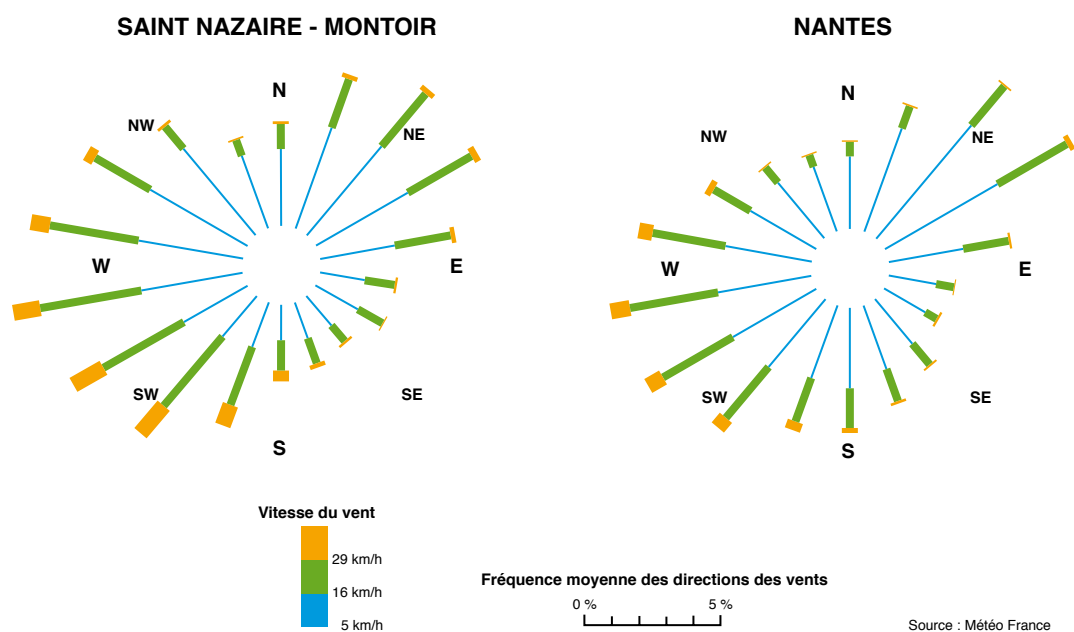 SAINT NAZAIRE - MONTOIR
NANTES
N
NW
NE
W
E
SW
SE
S
N
NW
NE
W
E
SW
SE
S
Vitesse du vent
29 km/h
16 km/h
5 km/h
Fréquence moyenne des directions des vents
0 % 5 %
Source : Météo France